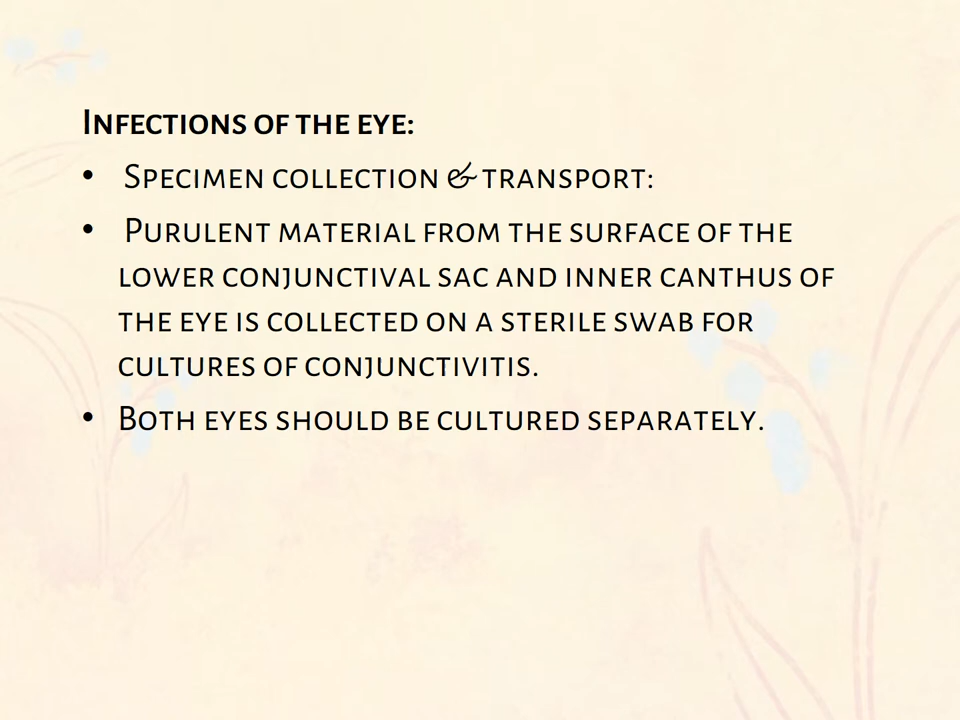 Infections of the eye:
• Specimen collection & transport:
• Purulent material from the surface of the
lower conjunctival sac and inner canthus of
the eye is collected on a sterile swab for
cultures of conjunctivitis.
• Both eyes should be cultured separately.